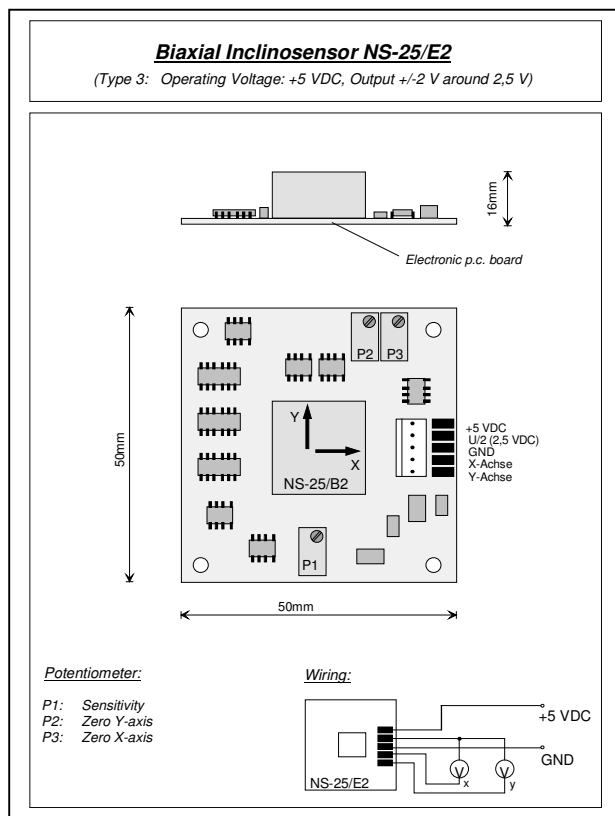 Biaxial Inclinosensor NS-25/E2
(Type 3: Operating Voltage: +5 VDC, Output +/-2 V around 2,5 V)
16mm
Electronic p.c. board
P2 P3
50mm
Y
X
NS-25/B2
+5 VDC
U/2 (2,5 VDC)
GND
X-Achse
Y-Achse
P1
50mm
Potentiometer:
P1: Sensitivity
P2: Zero Y-axis
P3: Zero X-axis
Wiring:
+5 VDC
GND
V V
x y
NS-25/E2